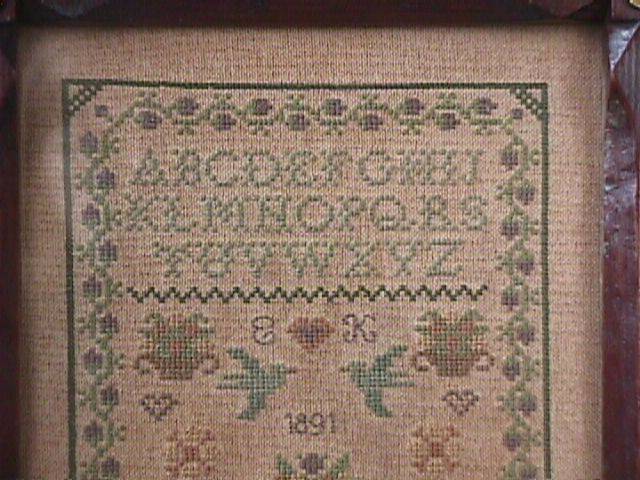 ABCDEFGHI
KLMNOPQRS
TUVWXYZ
S K
1891